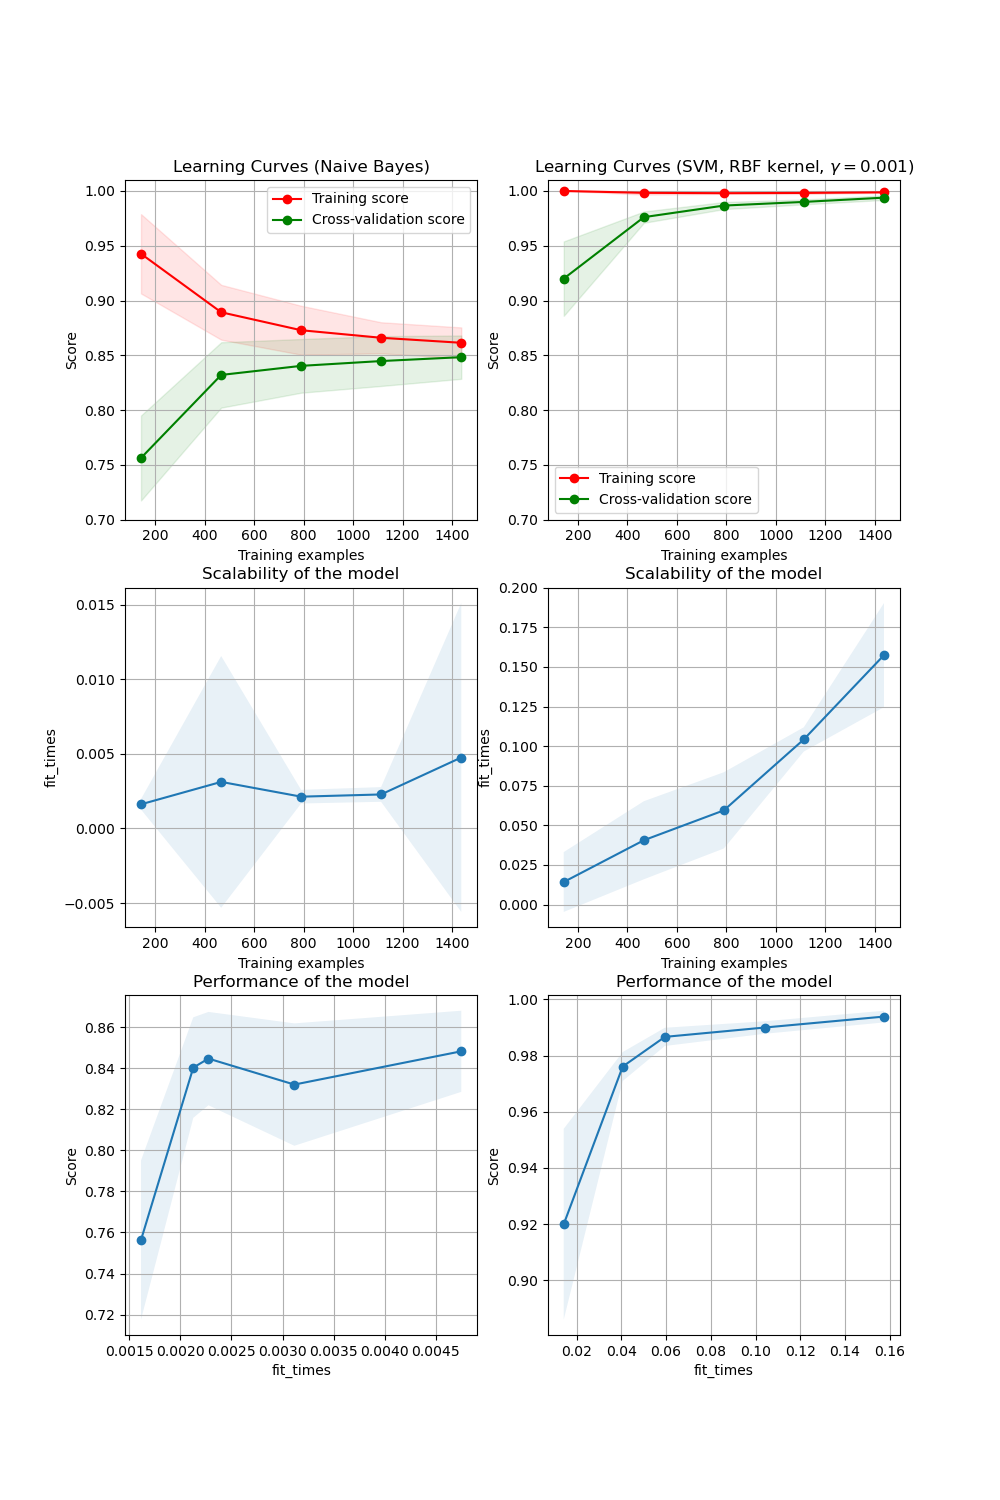 Learning Curves (Naive Bayes)
1.00
0.95
0.90
0.85
0.80
0.75
0.70
Score
Training score
Cross-validation score
200 400 600 800 1000 1200 1400
Training examples
Learning Curves (SVM, RBF kernel, γ = 0.001)
1.00
0.95
0.90
0.85
0.80
0.75
0.70
Score
Training score
Cross-validation score
200 400 600 800 1000 1200 1400
Training examples
Scalability of the model
0.015
0.010
0.005
0.000
−0.005
fit_times
200 400 600 800 1000 1200 1400
Training examples
Scalability of the model
0.200
0.175
0.150
0.125
0.100
0.075
0.050
0.025
0.000
fit_times
200 400 600 800 1000 1200 1400
Training examples
Performance of the model
0.86
0.84
0.82
0.80
0.78
0.76
0.74
0.72
Score
0.0015 0.0020 0.0025 0.0030 0.0035 0.0040 0.0045
fit_times
Performance of the model
1.00
0.98
0.96
0.94
0.92
0.90
Score
0.02 0.04 0.06 0.08 0.10 0.12 0.14 0.16
fit_times